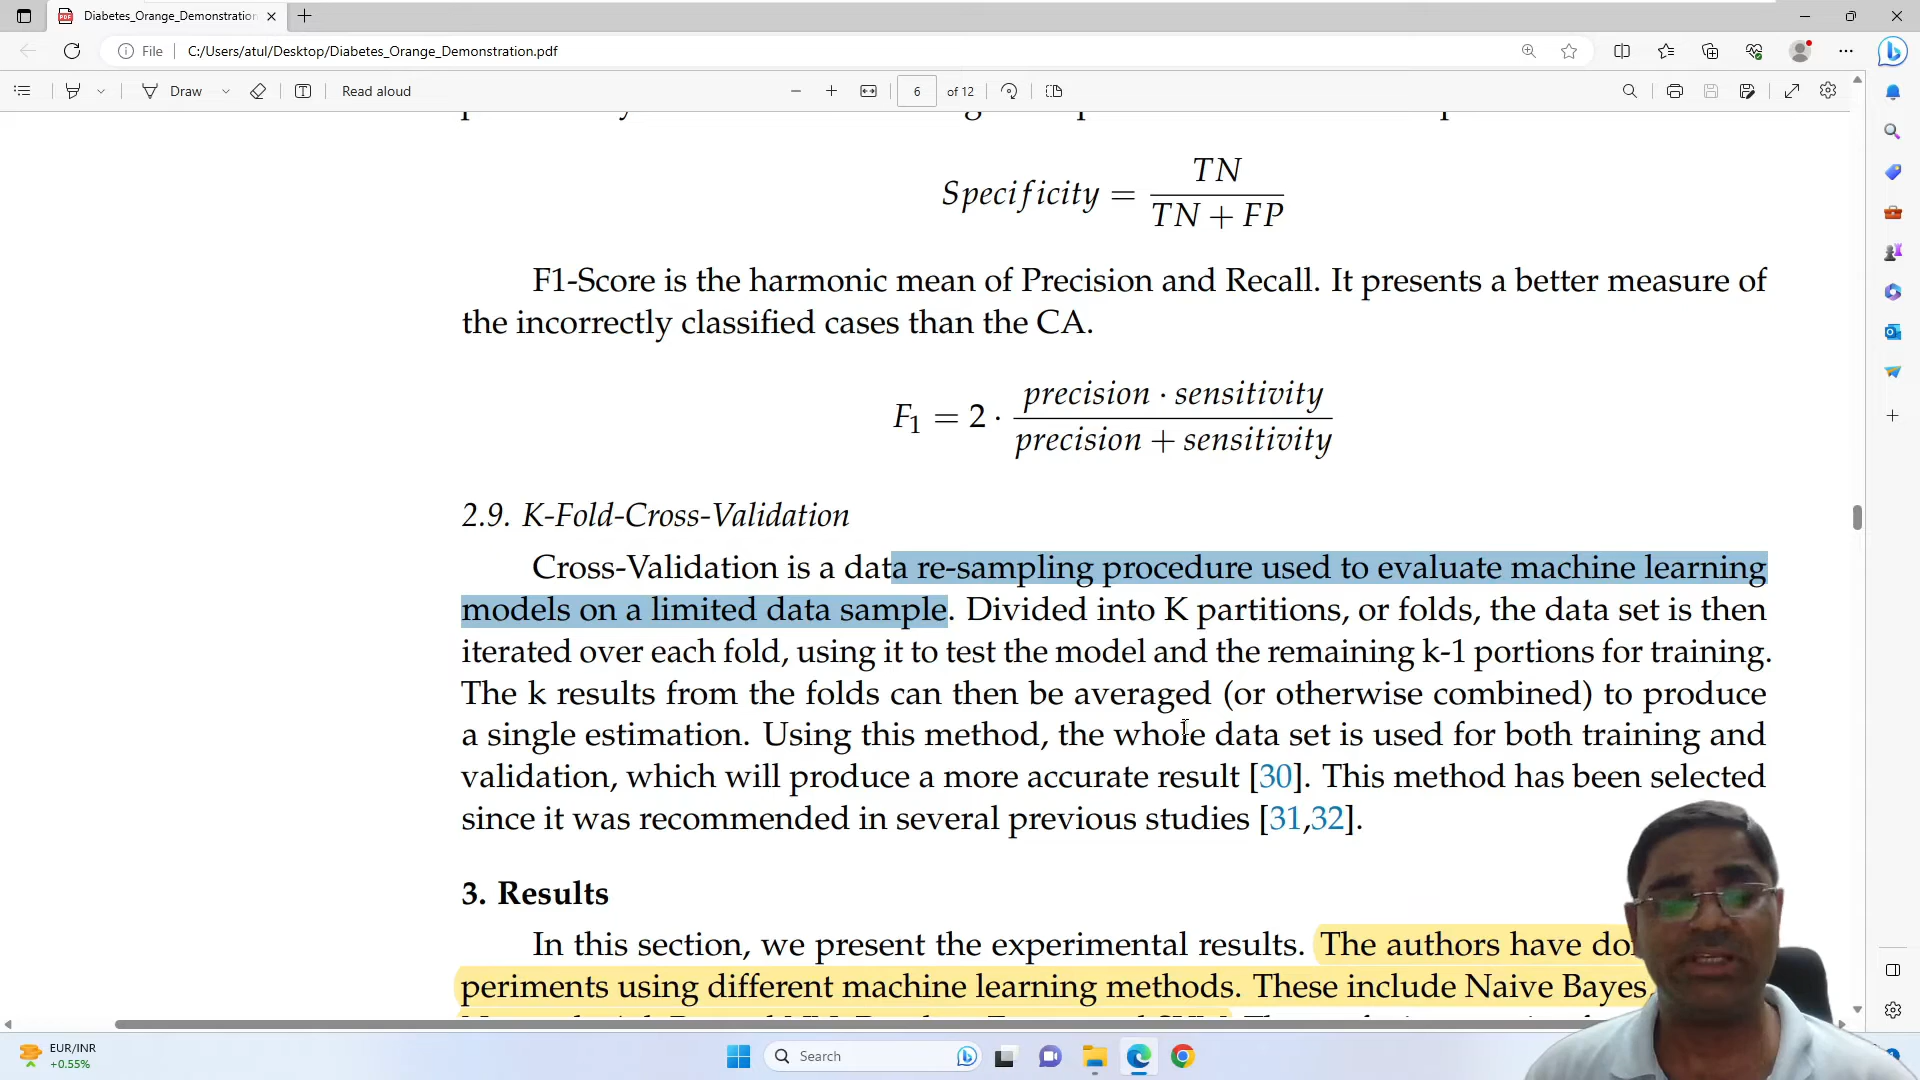 Diabetes_Orange_Demonstration
File
C:/Users/atul/Desktop/Diabetes_Orange_Demonstration.pdf
Draw
Read aloud
6
of 12
Specificity = TN / TN + FP
F1-Score is the harmonic mean of Precision and Recall. It presents a better measure of
the incorrectly classified cases than the CA.
F1 = 2 · precision · sensitivity / precision + sensitivity
2.9. K-Fold-Cross-Validation
Cross-Validation is a data re-sampling procedure used to evaluate machine learning
models on a limited data sample. Divided into K partitions, or folds, the data set is then
iterated over each fold, using it to test the model and the remaining k-1 portions for training.
The k results from the folds can then be averaged (or otherwise combined) to produce
a single estimation. Using this method, the whole data set is used for both training and
validation, which will produce a more accurate result [30]. This method has been selected
since it was recommended in several previous studies [31,32].
3. Results
In this section, we present the experimental results. The authors have
periments using different machine learning methods. These include Naive Bayes
EUR/INR
+0.55%
Search